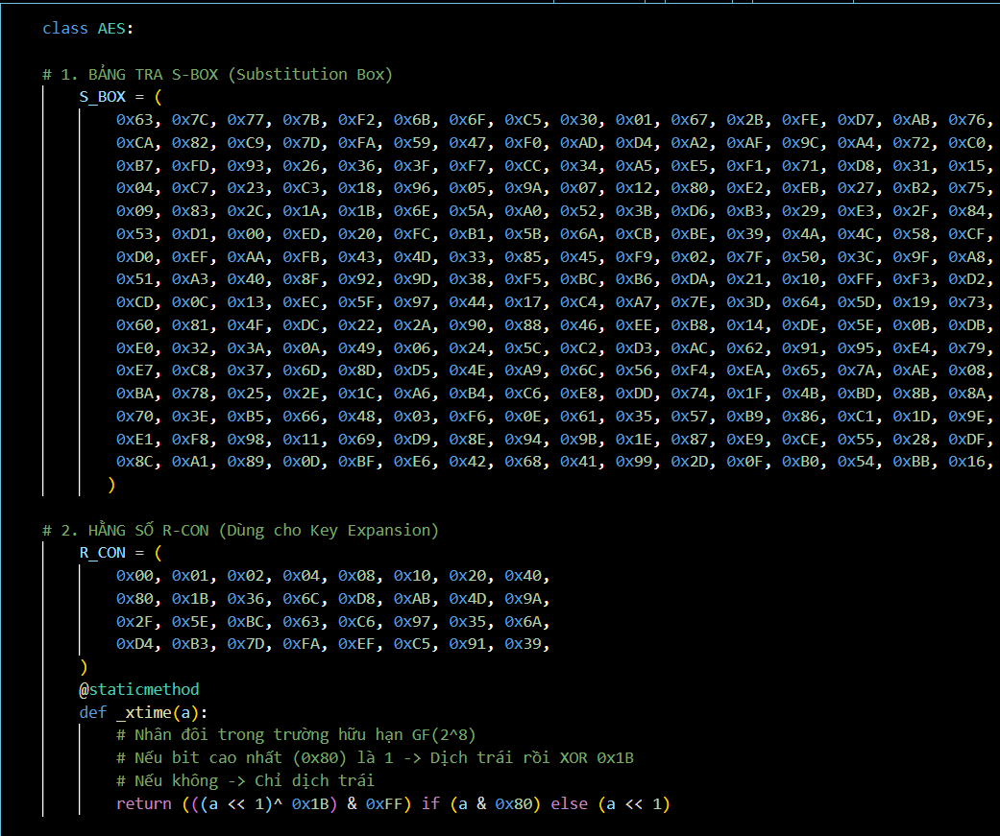 class AES:
# 1. BẢNG TRA S-BOX (Substitution Box)
S_BOX = (
0x63, 0x7C, 0x77, 0x7B, 0xF2, 0x6B, 0x6F, 0xC5, 0x30, 0x01, 0x67, 0x2B, 0xFE, 0xD7, 0xAB, 0x76,
0xCA, 0x82, 0xC9, 0x7D, 0xFA, 0x59, 0x47, 0xF0, 0xAD, 0xD4, 0xA2, 0xAF, 0x9C, 0xA4, 0x72, 0xC0,
0xB7, 0xFD, 0x93, 0x26, 0x36, 0x3F, 0xF7, 0xCC, 0x34, 0xA5, 0xE5, 0xF1, 0x71, 0xD8, 0x31, 0x15,
0x04, 0xC7, 0x23, 0xC3, 0x18, 0x96, 0x05, 0x9A, 0x07, 0x12, 0x80, 0xE2, 0xEB, 0x27, 0xB2, 0x75,
0x09, 0x83, 0x2C, 0x1A, 0x1B, 0x6E, 0x5A, 0xA0, 0x52, 0x3B, 0xD6, 0xB3, 0x29, 0xE3, 0x2F, 0x84,
0x53, 0xD1, 0x00, 0xED, 0x20, 0xFC, 0xB1, 0x5B, 0x6A, 0xCB, 0xBE, 0x39, 0x4A, 0x4C, 0x58, 0xCF,
0xD0, 0xEF, 0xAA, 0xFB, 0x43, 0x4D, 0x33, 0x85, 0x45, 0xF9, 0x02, 0x7F, 0x50, 0x3C, 0x9F, 0xA8,
0x51, 0xA3, 0x40, 0x8F, 0x92, 0x9D, 0x38, 0xF5, 0xBC, 0xB6, 0xDA, 0x21, 0x10, 0xFF, 0xF3, 0xD2,
0xCD, 0x0C, 0x13, 0xEC, 0x5F, 0x97, 0x44, 0x17, 0xC4, 0xA7, 0x7E, 0x3D, 0x64, 0x5D, 0x19, 0x73,
0x60, 0x81, 0x4F, 0xDC, 0x22, 0x2A, 0x90, 0x88, 0x46, 0xEE, 0xB8, 0x14, 0xDE, 0x5E, 0x0B, 0xDB,
0xE0, 0x32, 0x3A, 0x0A, 0x49, 0x06, 0x24, 0x5C, 0xC2, 0xD3, 0xAC, 0x62, 0x91, 0x95, 0xE4, 0x79,
0xE7, 0xC8, 0x37, 0x6D, 0x8D, 0xD5, 0x4E, 0xA9, 0x6C, 0x56, 0xF4, 0xEA, 0x65, 0x7A, 0xAE, 0x08,
0xBA, 0x78, 0x25, 0x2E, 0x1C, 0xA6, 0xB4, 0xC6, 0xE8, 0xDD, 0x74, 0x1F, 0x4B, 0xBD, 0x8B, 0x8A,
0x70, 0x3E, 0xB5, 0x66, 0x48, 0x03, 0xF6, 0x0E, 0x61, 0x35, 0x57, 0xB9, 0x86, 0xC1, 0x1D, 0x9E,
0xE1, 0xF8, 0x98, 0x11, 0x69, 0xD9, 0x8E, 0x94, 0x9B, 0x1E, 0x87, 0xE9, 0xCE, 0x55, 0x28, 0xDF,
0x8C, 0xA1, 0x89, 0x0D, 0xBF, 0xE6, 0x42, 0x68, 0x41, 0x99, 0x2D, 0x0F, 0xB0, 0x54, 0xBB, 0x16,
)
# 2. HẰNG SỐ R-CON (Dùng cho Key Expansion)
R_CON = (
0x00, 0x01, 0x02, 0x04, 0x08, 0x10, 0x20, 0x40,
0x80, 0x1B, 0x36, 0x6C, 0xD8, 0xAB, 0x4D, 0x9A,
0x2F, 0x5E, 0xBC, 0x63, 0xC6, 0x97, 0x35, 0x6A,
0xD4, 0xB3, 0x7D, 0xFA, 0xEF, 0xC5, 0x91, 0x39,
)
@staticmethod
def _xtime(a):
# Nhân đôi trong trường hữu hạn GF(2^8)
# Nếu bit cao nhất (0x80) là 1 -> Dịch trái rồi XOR 0x1B
# Nếu không -> Chỉ dịch trái
return (((a << 1)^ 0x1B) & 0xFF) if (a & 0x80) else (a << 1)